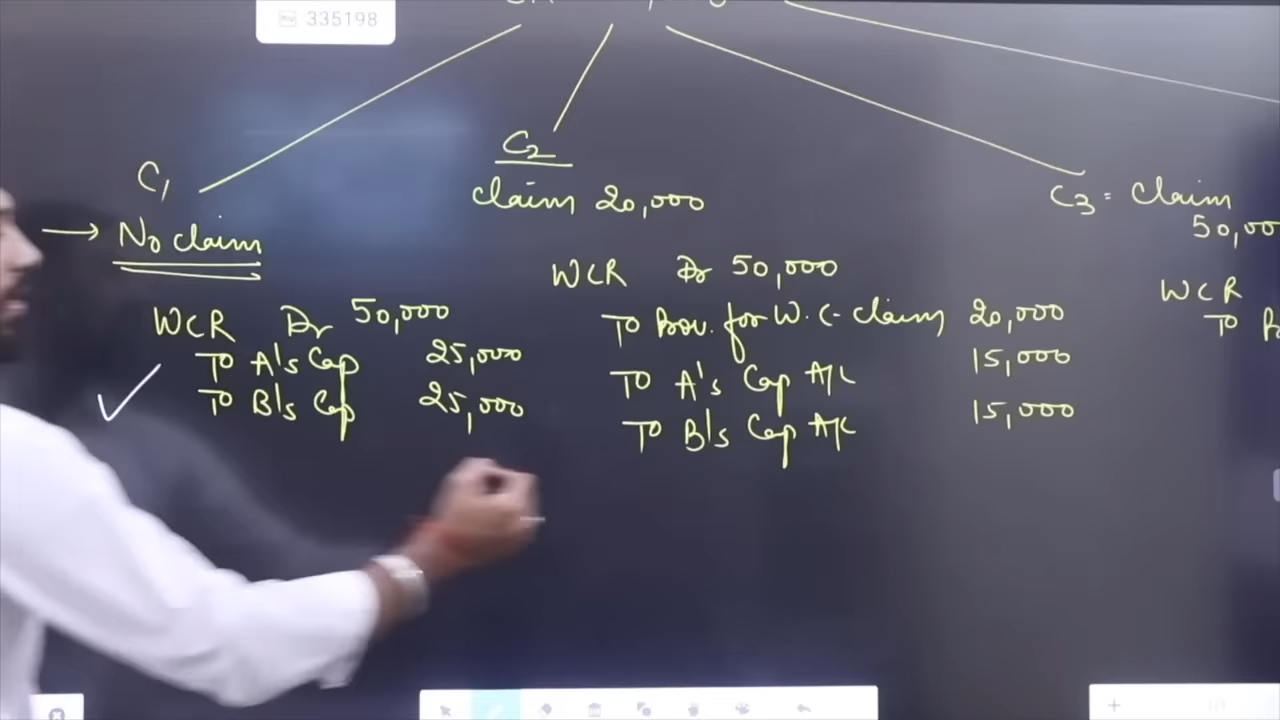 335198
C1
No claim
WCR Dr 50,000
To A's Cap 25,000
To B's Cap 25,000
C2
claim 20,000
WCR Dr 50,000
To Prov. for W.C. claim 20,000
To A's Cap A/c 15,000
To B's Cap A/c 15,000
C3 = claim
50,00
WCR
To P